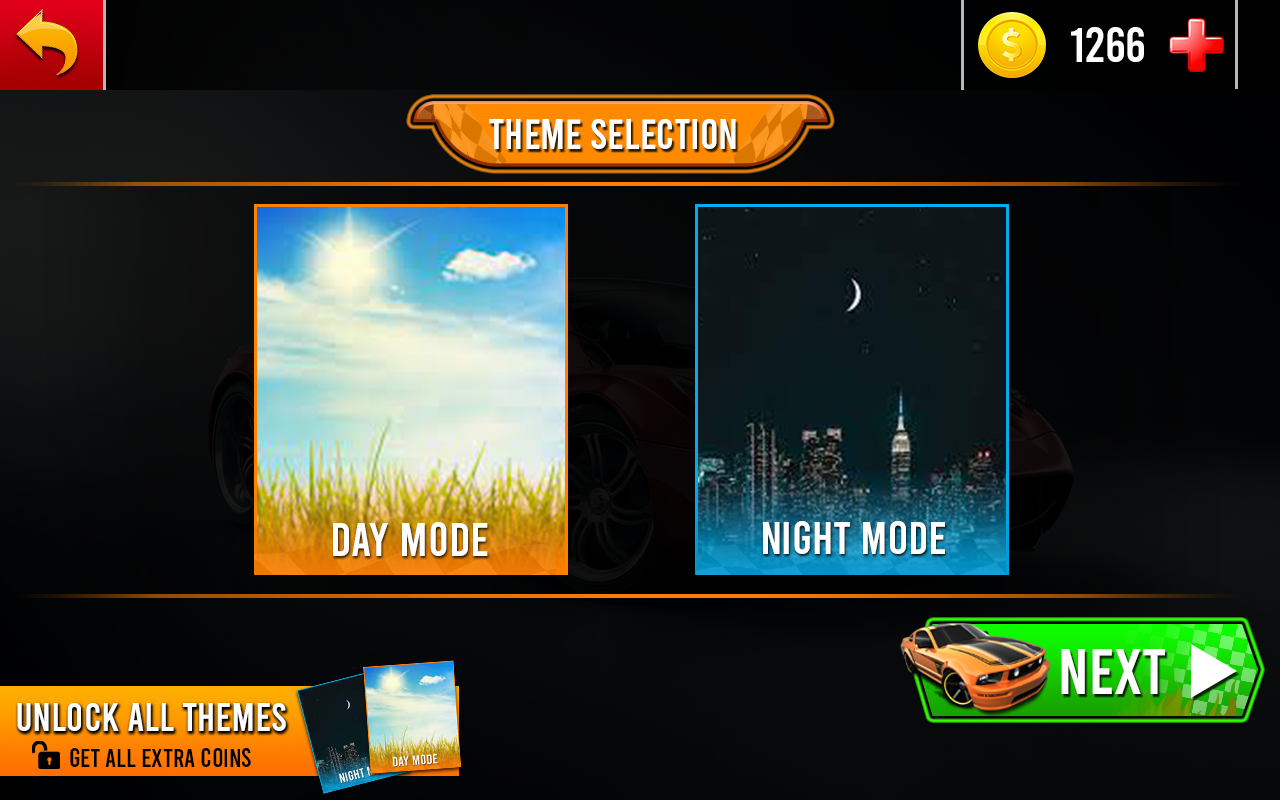 1266
THEME SELECTION
DAY MODE
NIGHT MODE
NEXT
UNLOCK ALL THEMES
GET ALL EXTRA COINS
NIGHT
DAY MODE